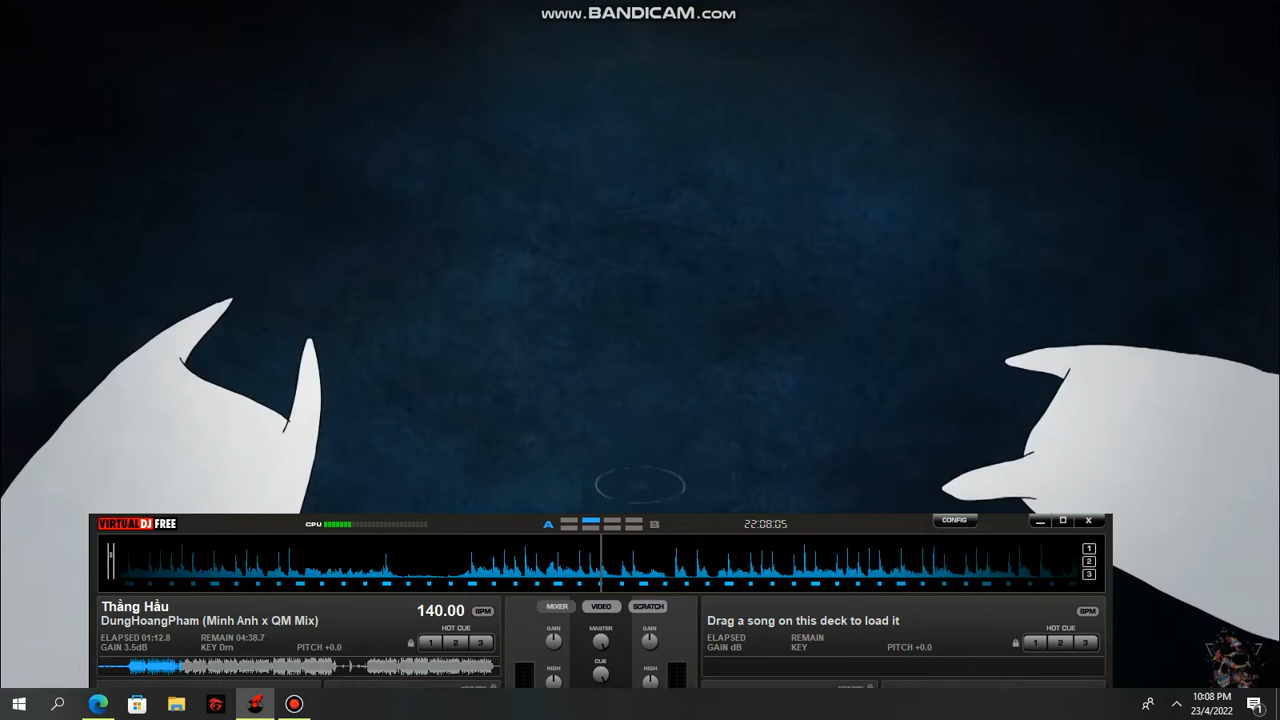 www.BANDICAM.com
VIRTUALDJ FREE
CPU
A
B
22:08:05
CONFIG
X
1
2
3
Thằng Hầu
140.00 BPM
DungHoangPham (Minh Anh x QM Mix)
HOT CUE
ELAPSED 01:12.8 REMAIN 04:38.7
1 2 3
GAIN 3.5dB KEY Dm PITCH +0.0
MIXER VIDEO SCRATCH
GAIN MASTER GAIN
CUE
HIGH HIGH
BPM
Drag a song on this deck to load it
HOT CUE
ELAPSED REMAIN
1 2 3
GAIN dB KEY PITCH +0.0
10:08 PM
23/4/2022
1